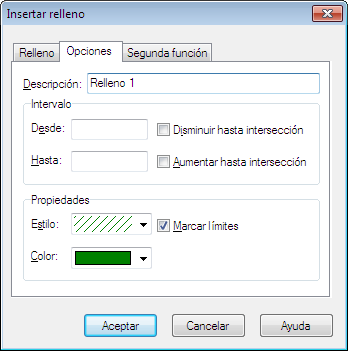 Insertar relleno
Relleno Opciones Segunda función
Descripción: Relleno 1
Intervalo
Desde: Disminuir hasta intersección
Hasta: Aumentar hasta intersección
Propiedades
Estilo: Marcar límites
Color:
Aceptar Cancelar Ayuda